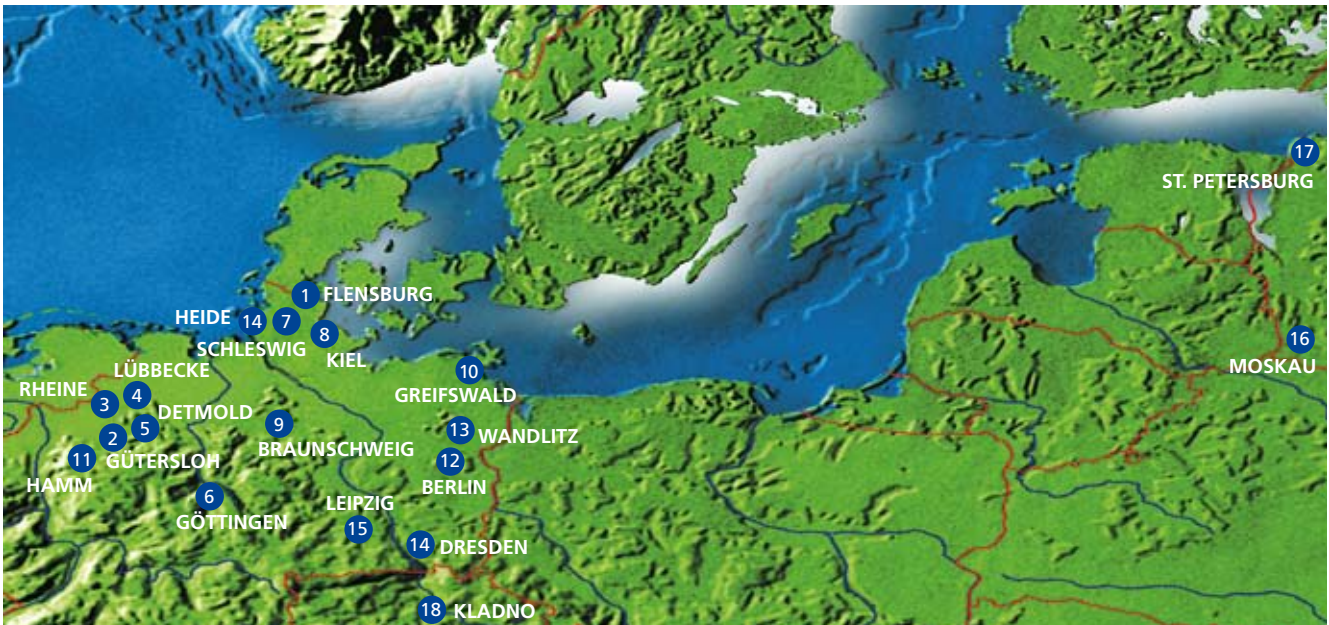 17
ST. PETERSBURG
1 FLENSBURG
HEIDE 14 7
8
SCHLESWIG
KIEL
16
MOSKAU
10
GREIFSWALD
LÜBBECKE
RHEINE
3 4
DETMOLD
5
9
BRAUNSCHWEIG
13 WANDLITZ
2
GÜTERSLOH
11
HAMM
12
BERLIN
6
GÖTTINGEN
LEIPZIG
15
14 DRESDEN
18 KLADNO